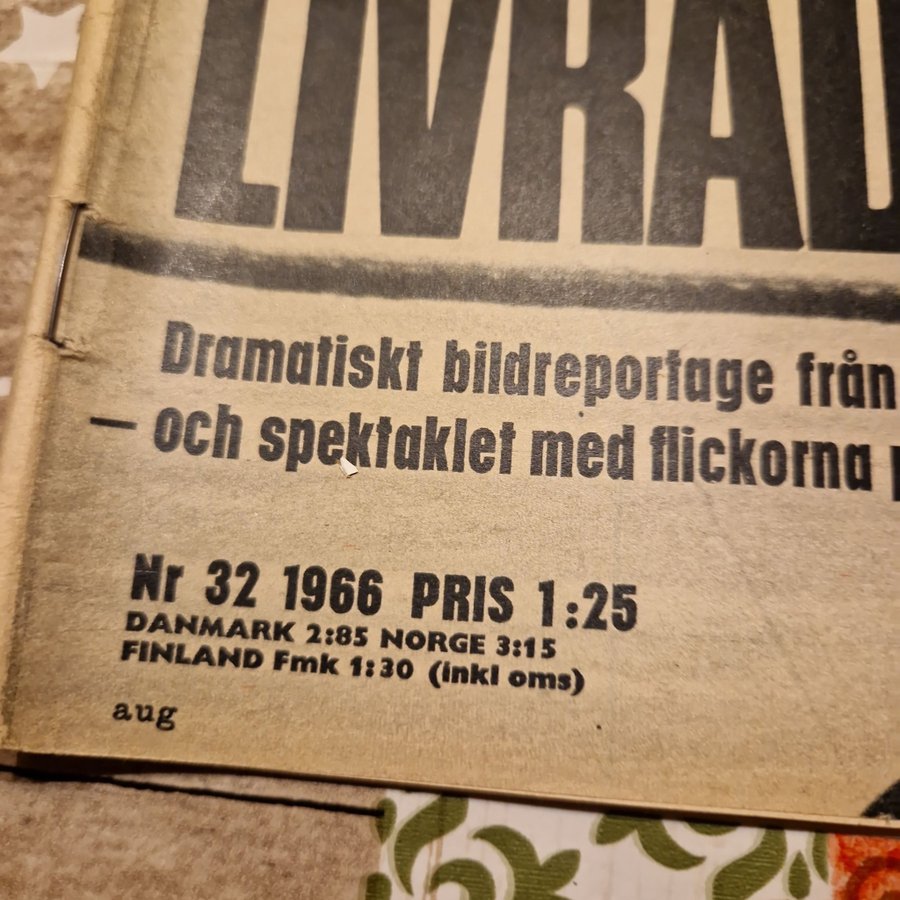 LIVRÄD
Dramatiskt bildreportage från
— och spektaklet med flickorna
Nr 32 1966 PRIS 1:25
DANMARK 2:85 NORGE 3:15
FINLAND Fmk 1:30 (inkl oms)
aug